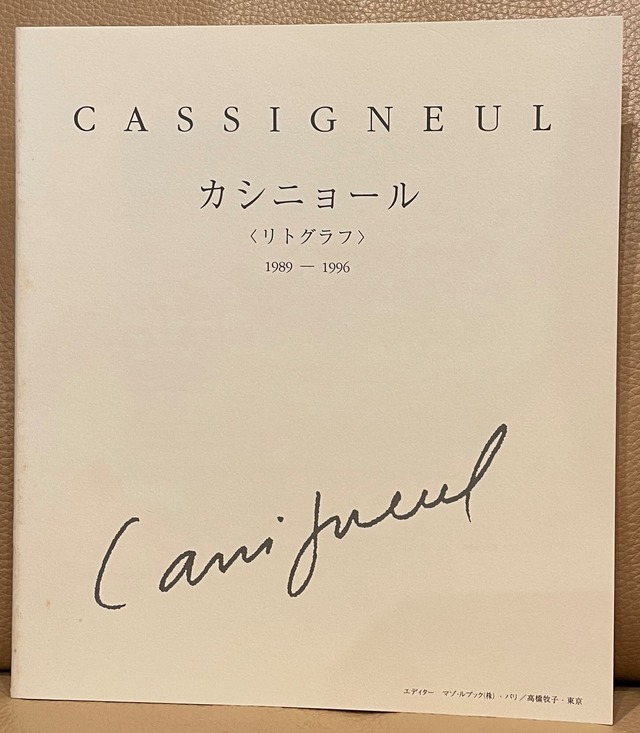 CASSIGNEUL
カシニョール
〈リトグラフ〉
1989 — 1996
Cassigneul
エディター マゾ・ルブック(株)・パリ／高橋牧子・東京